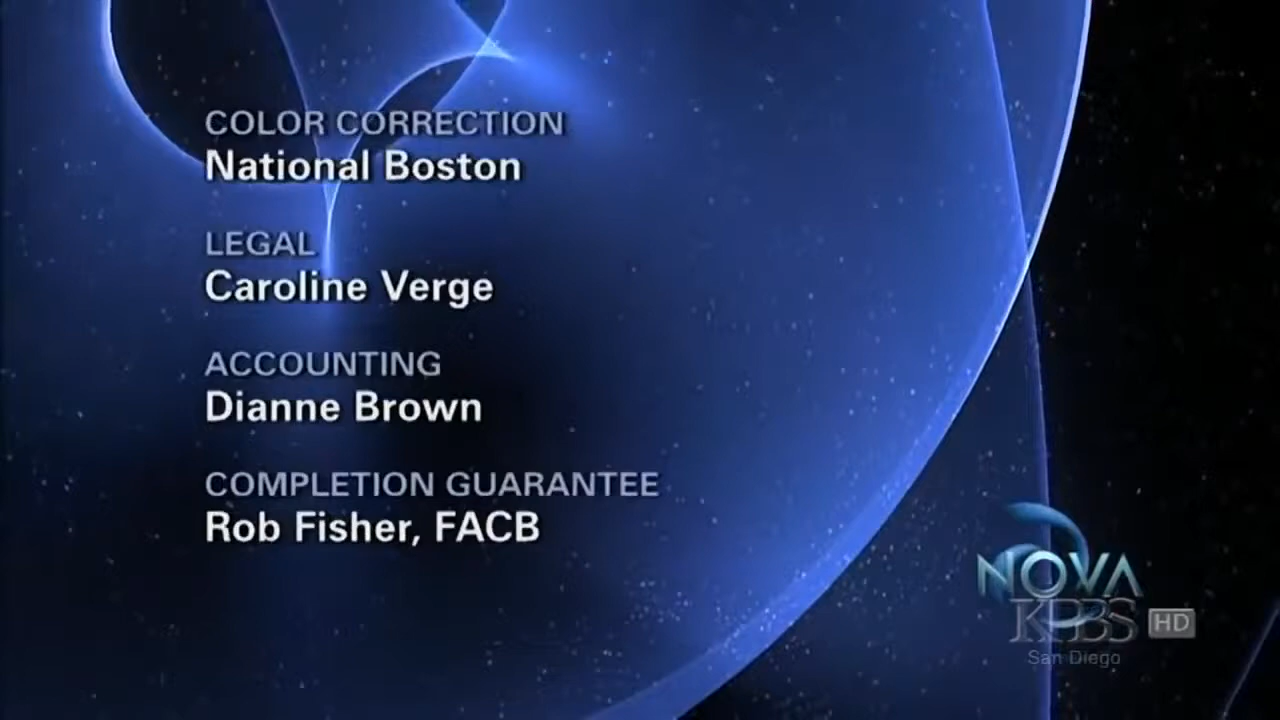 COLOR CORRECTION
National Boston
LEGAL
Caroline Verge
ACCOUNTING
Dianne Brown
COMPLETION GUARANTEE
Rob Fisher, FACB
NOVA
KPBS HD
San Diego